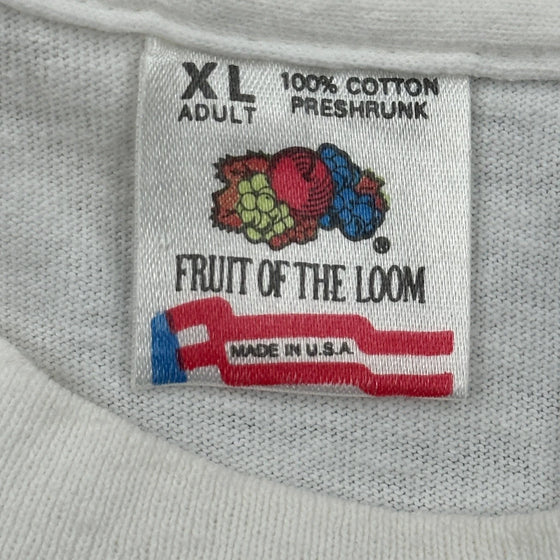 XL 100% COTTON
ADULT PRESHRUNK
®
FRUIT OF THE LOOM
MADE IN U.S.A.